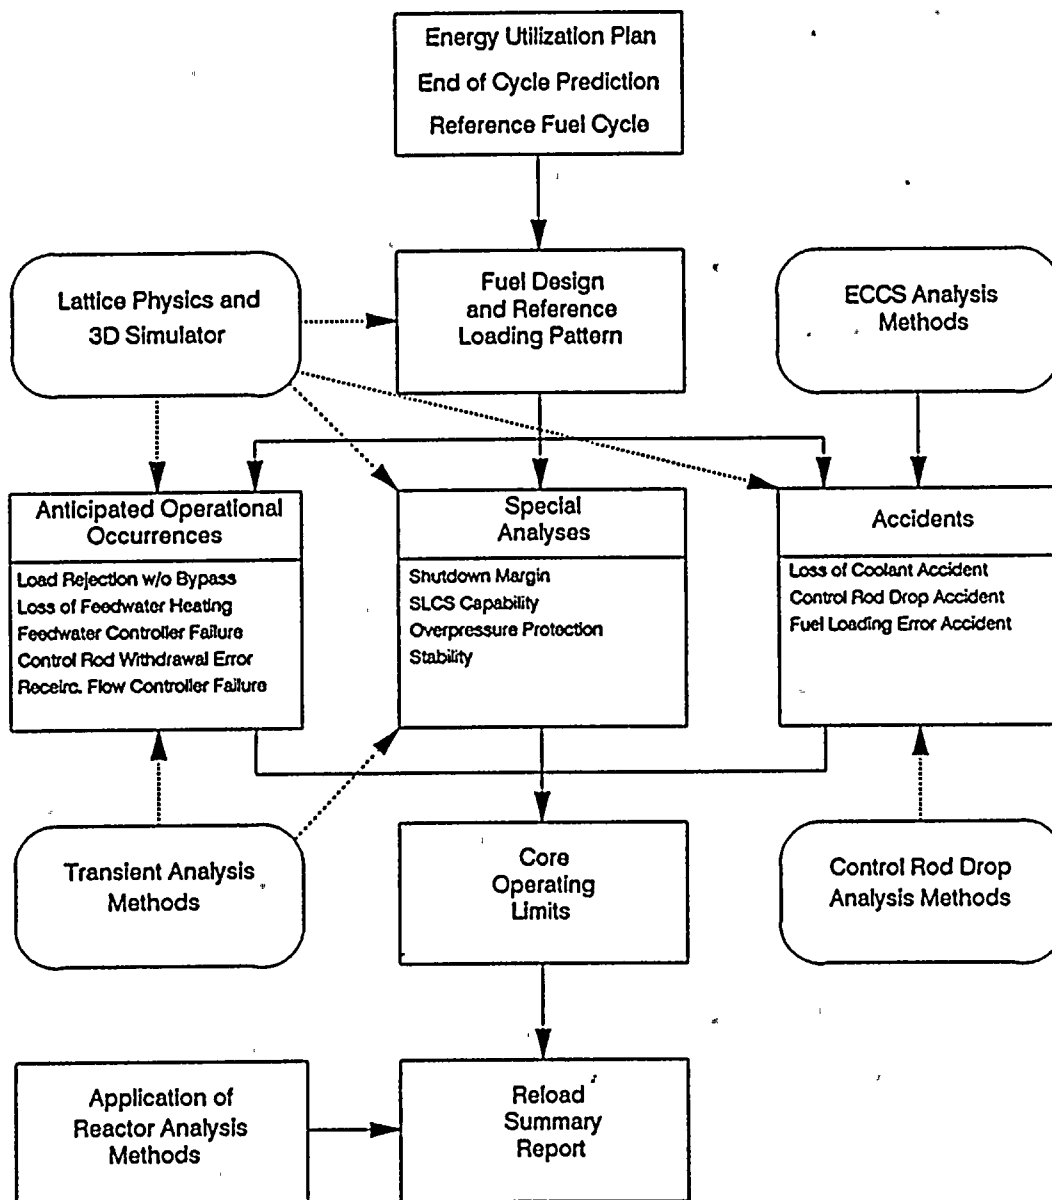 Energy Utilization Plan
End of Cycle Prediction
Reference Fuel Cycle
Lattice Physics and
3D Simulator
Fuel Design
and Reference
Loading Pattern
ECCS Analysis
Methods
Anticipated Operational
Occurrences
Load Rejection w/o Bypass
Loss of Feedwater Heating
Feedwater Controller Failure
Control Rod Withdrawal Error
Receirc. Flow Controller Failure
Special
Analyses
Shutdown Margin
SLCS Capability
Overpressure Protection
Stability
Accidents
Loss of Coolant Accident
Control Rod Drop Accident
Fuel Loading Error Accident
Transient Analysis
Methods
Core
Operating
Limits
Control Rod Drop
Analysis Methods
Application of
Reactor Analysis
Methods
Reload
Summary
Report